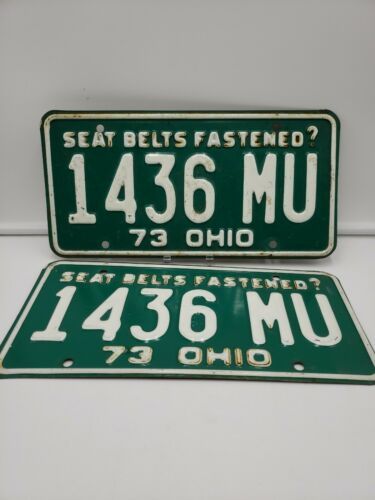 SEAT BELTS FASTENED?
1436 MU
73 OHIO
SEAT BELTS FASTENED?
1436 MU
73 OHIO